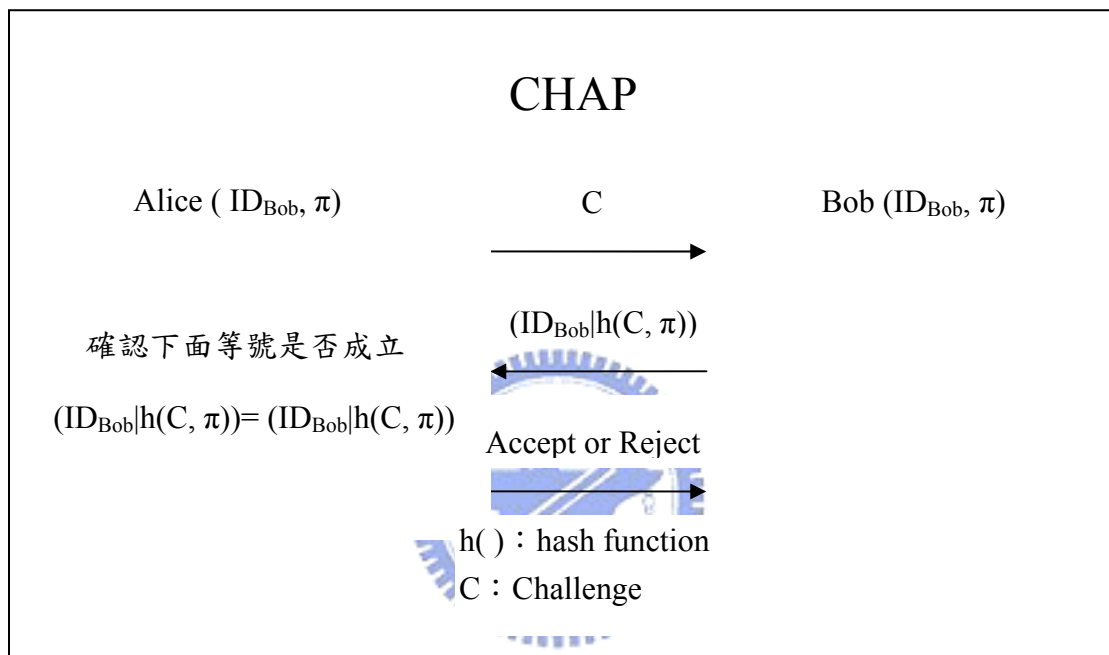 CHAP
Alice ( ID_Bob, π)
C
Bob (ID_Bob, π)
(ID_Bob|h(C, π))
確認下面等號是否成立
(ID_Bob|h(C, π))= (ID_Bob|h(C, π))
Accept or Reject
h( )：hash function
C：Challenge